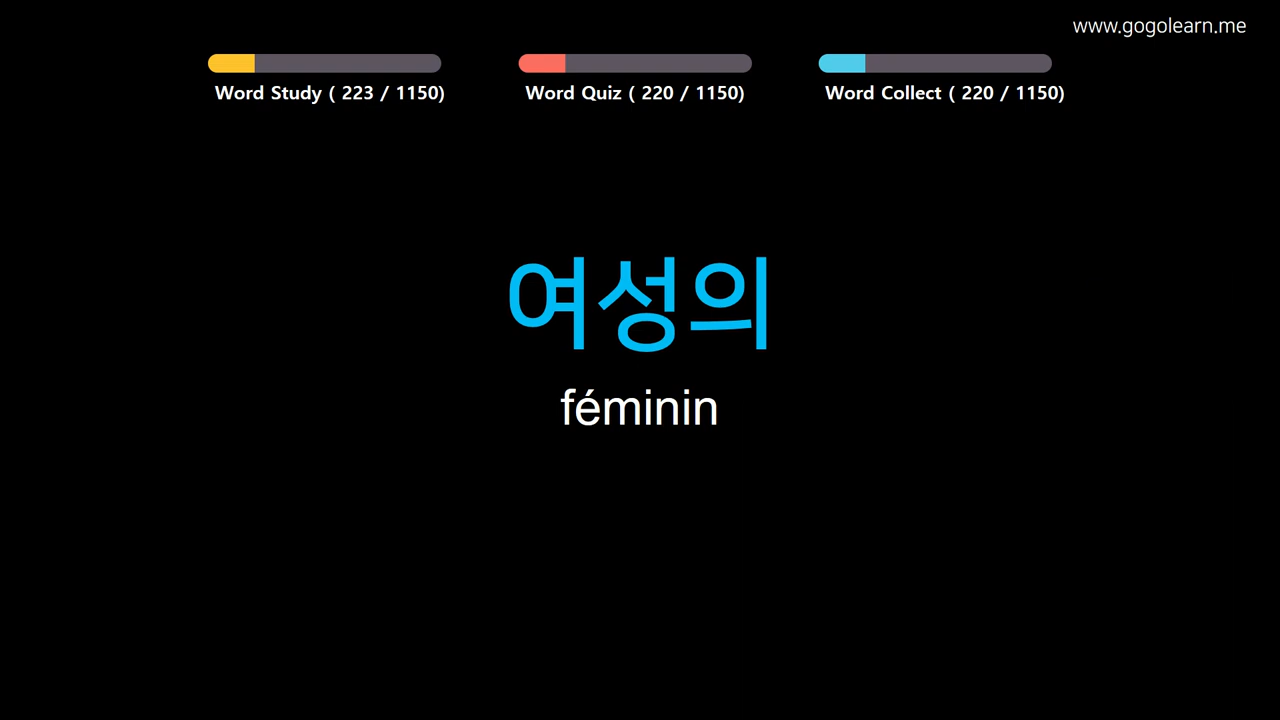 www.gogolearn.me
Word Study ( 223 / 1150)
Word Quiz ( 220 / 1150)
Word Collect ( 220 / 1150)
여성의
féminin